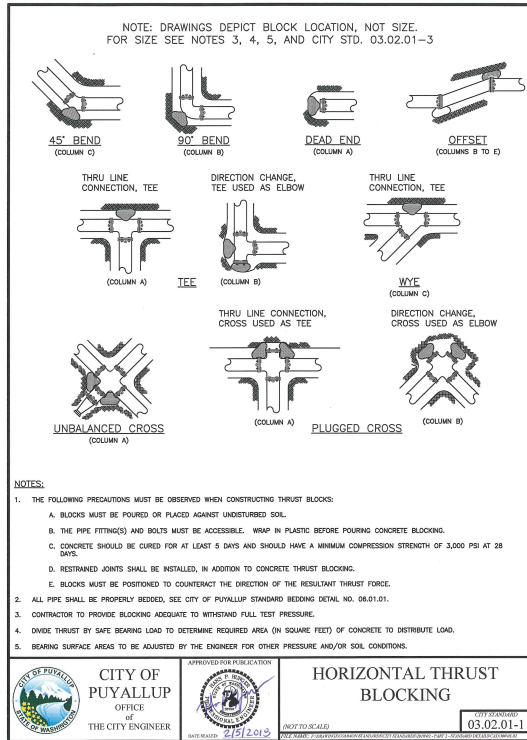 NOTE: DRAWINGS DEPICT BLOCK LOCATION, NOT SIZE.
FOR SIZE SEE NOTES 3, 4, 5, AND CITY STD. 03.02.01-3
45° BEND
(COLUMN C)
90° BEND
(COLUMN B)
DEAD END
(COLUMN A)
OFFSET
(COLUMNS B TO E)
THRU LINE
CONNECTION, TEE
(COLUMN A)
TEE
DIRECTION CHANGE,
TEE USED AS ELBOW
(COLUMN B)
THRU LINE
CONNECTION, TEE
WYE
(COLUMN C)
UNBALANCED CROSS
(COLUMN A)
THRU LINE CONNECTION,
CROSS USED AS TEE
(COLUMN A)
PLUGGED CROSS
DIRECTION CHANGE,
CROSS USED AS ELBOW
(COLUMN B)
NOTES:
1. THE FOLLOWING PRECAUTIONS MUST BE OBSERVED WHEN CONSTRUCTING THRUST BLOCKS:
A. BLOCKS MUST BE POURED OR PLACED AGAINST UNDISTURBED SOIL.
B. THE PIPE FITTING(S) AND BOLTS MUST BE ACCESSIBLE. WRAP IN PLASTIC BEFORE POURING CONCRETE BLOCKING.
C. CONCRETE SHOULD BE CURED FOR AT LEAST 5 DAYS AND SHOULD HAVE A MINIMUM COMPRESSION STRENGTH OF 3,000 PSI AT 28
DAYS.
D. RESTRAINED JOINTS SHALL BE INSTALLED, IN ADDITION TO CONCRETE THRUST BLOCKING.
E. BLOCKS MUST BE POSITIONED TO COUNTERACT THE DIRECTION OF THE RESULTANT THRUST FORCE.
2. ALL PIPE SHALL BE PROPERLY BEDDED, SEE CITY OF PUYALLUP STANDARD BEDDING DETAIL NO. 06.01.01.
3. CONTRACTOR TO PROVIDE BLOCKING ADEQUATE TO WITHSTAND FULL TEST PRESSURE.
4. DIVIDE THRUST BY SAFE BEARING LOAD TO DETERMINE REQUIRED AREA (IN SQUARE FEET) OF CONCRETE TO DISTRIBUTE LOAD.
5. BEARING SURFACE AREAS TO BE ADJUSTED BY THE ENGINEER FOR OTHER PRESSURE AND/OR SOIL CONDITIONS.
CITY OF PUYALLUP
STATE OF WASHINGTON
CITY OF
PUYALLUP
OFFICE
of
THE CITY ENGINEER
APPROVED FOR PUBLICATION
DATE SEALED: 2/5/2013
HORIZONTAL THRUST
BLOCKING
(NOT TO SCALE)
CITY STANDARD
03.02.01-1
FILE NAME: